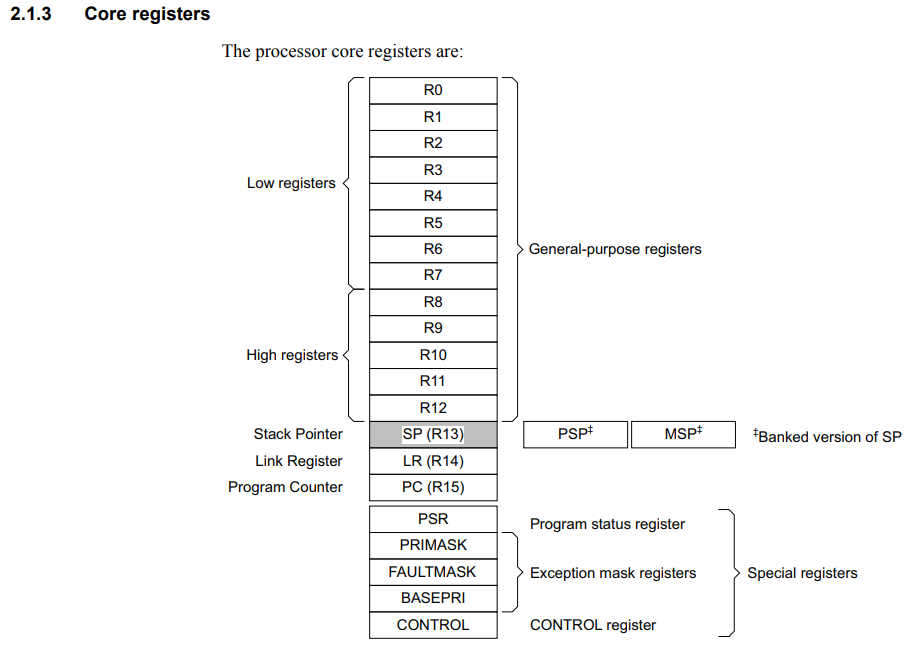 2.1.3 Core registers
The processor core registers are:
R0
R1
R2
R3
Low registers
R4
R5
R6
General-purpose registers
R7
R8
R9
High registers
R10
R11
R12
Stack Pointer SP (R13) PSP‡ MSP‡ ‡Banked version of SP
Link Register LR (R14)
Program Counter PC (R15)
PSR Program status register
PRIMASK
FAULTMASK Exception mask registers Special registers
BASEPRI
CONTROL CONTROL register